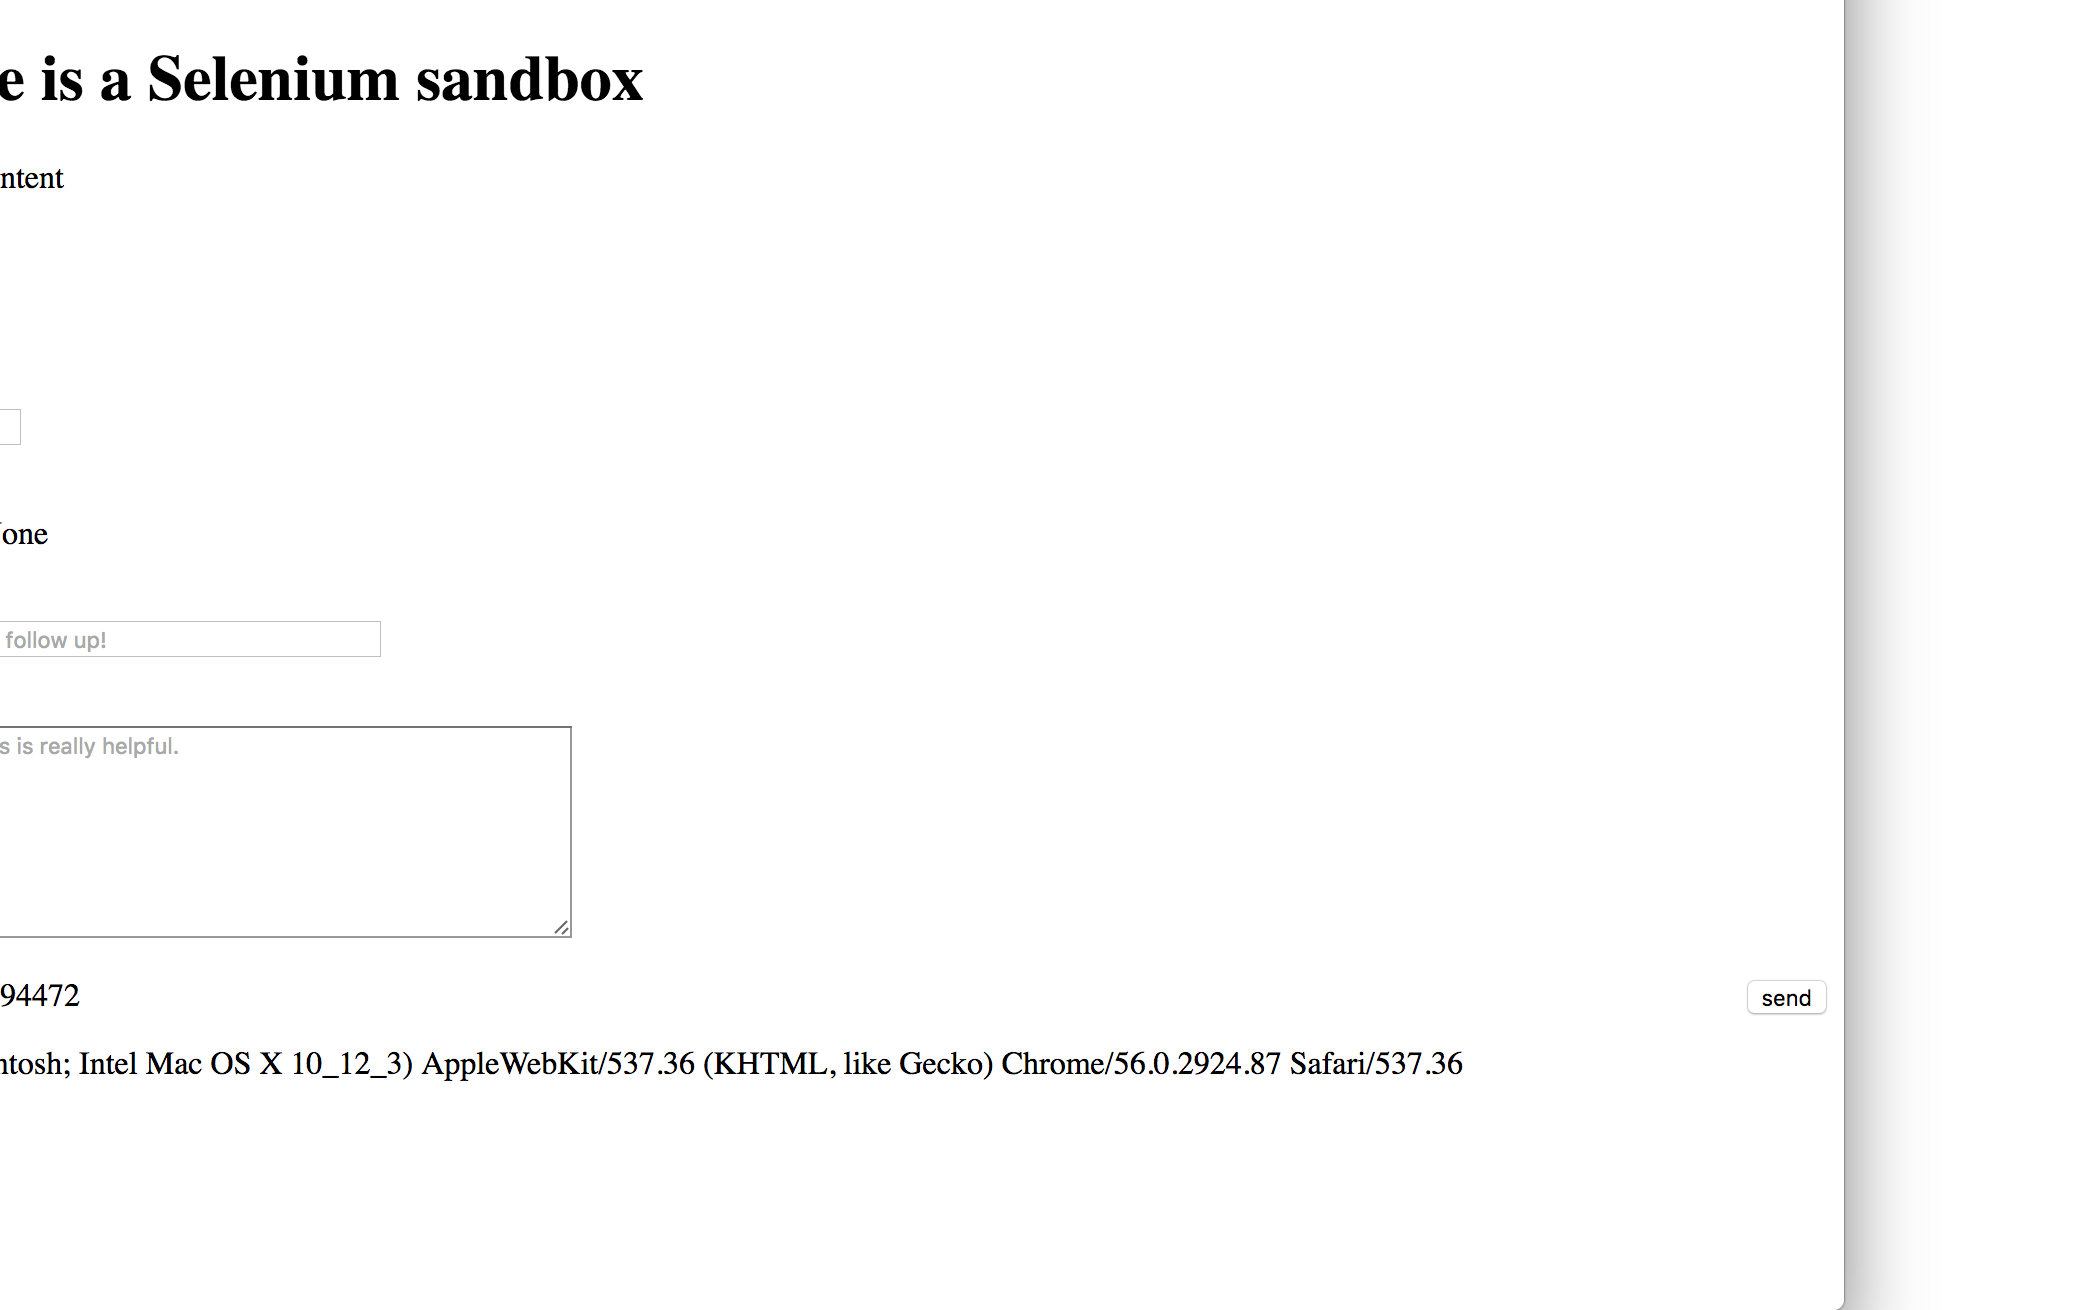 e is a Selenium sandbox
ntent
one
follow up!
s is really helpful.
94472
send
ntosh; Intel Mac OS X 10_12_3) AppleWebKit/537.36 (KHTML, like Gecko) Chrome/56.0.2924.87 Safari/537.36